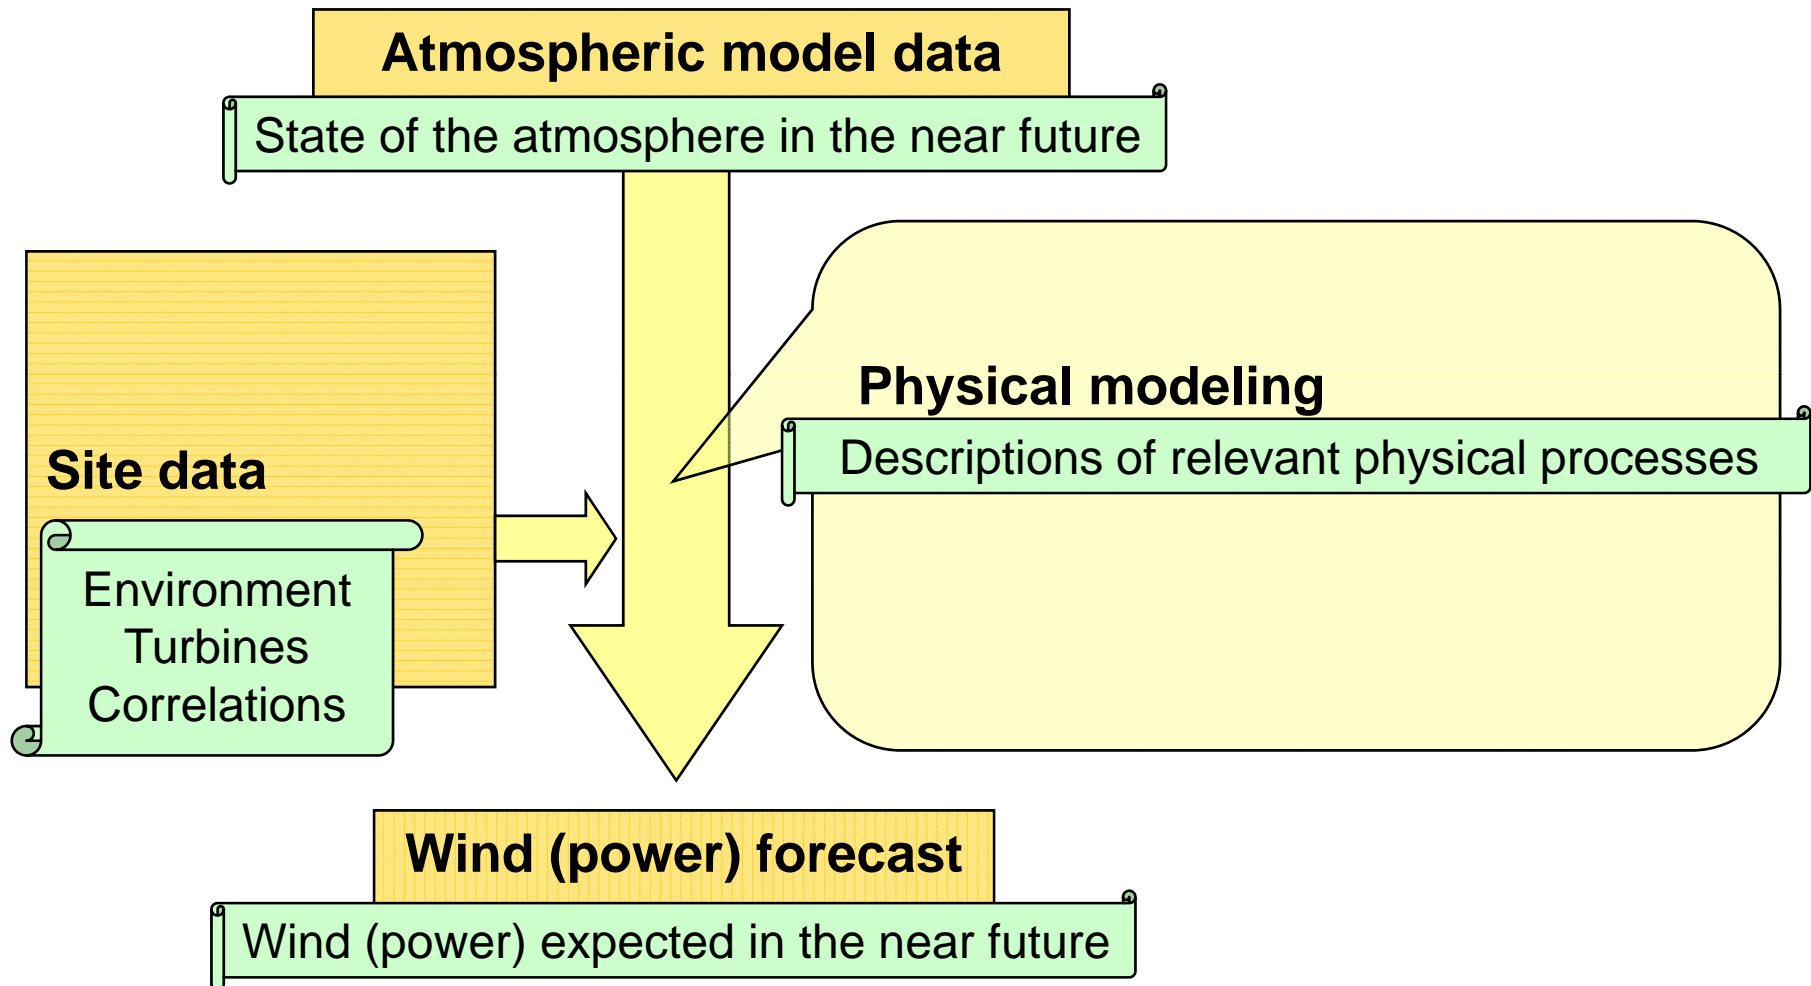 Atmospheric model data
State of the atmosphere in the near future
Physical modeling
Descriptions of relevant physical processes
Site data
Environment
Turbines
Correlations
Wind (power) forecast
Wind (power) expected in the near future